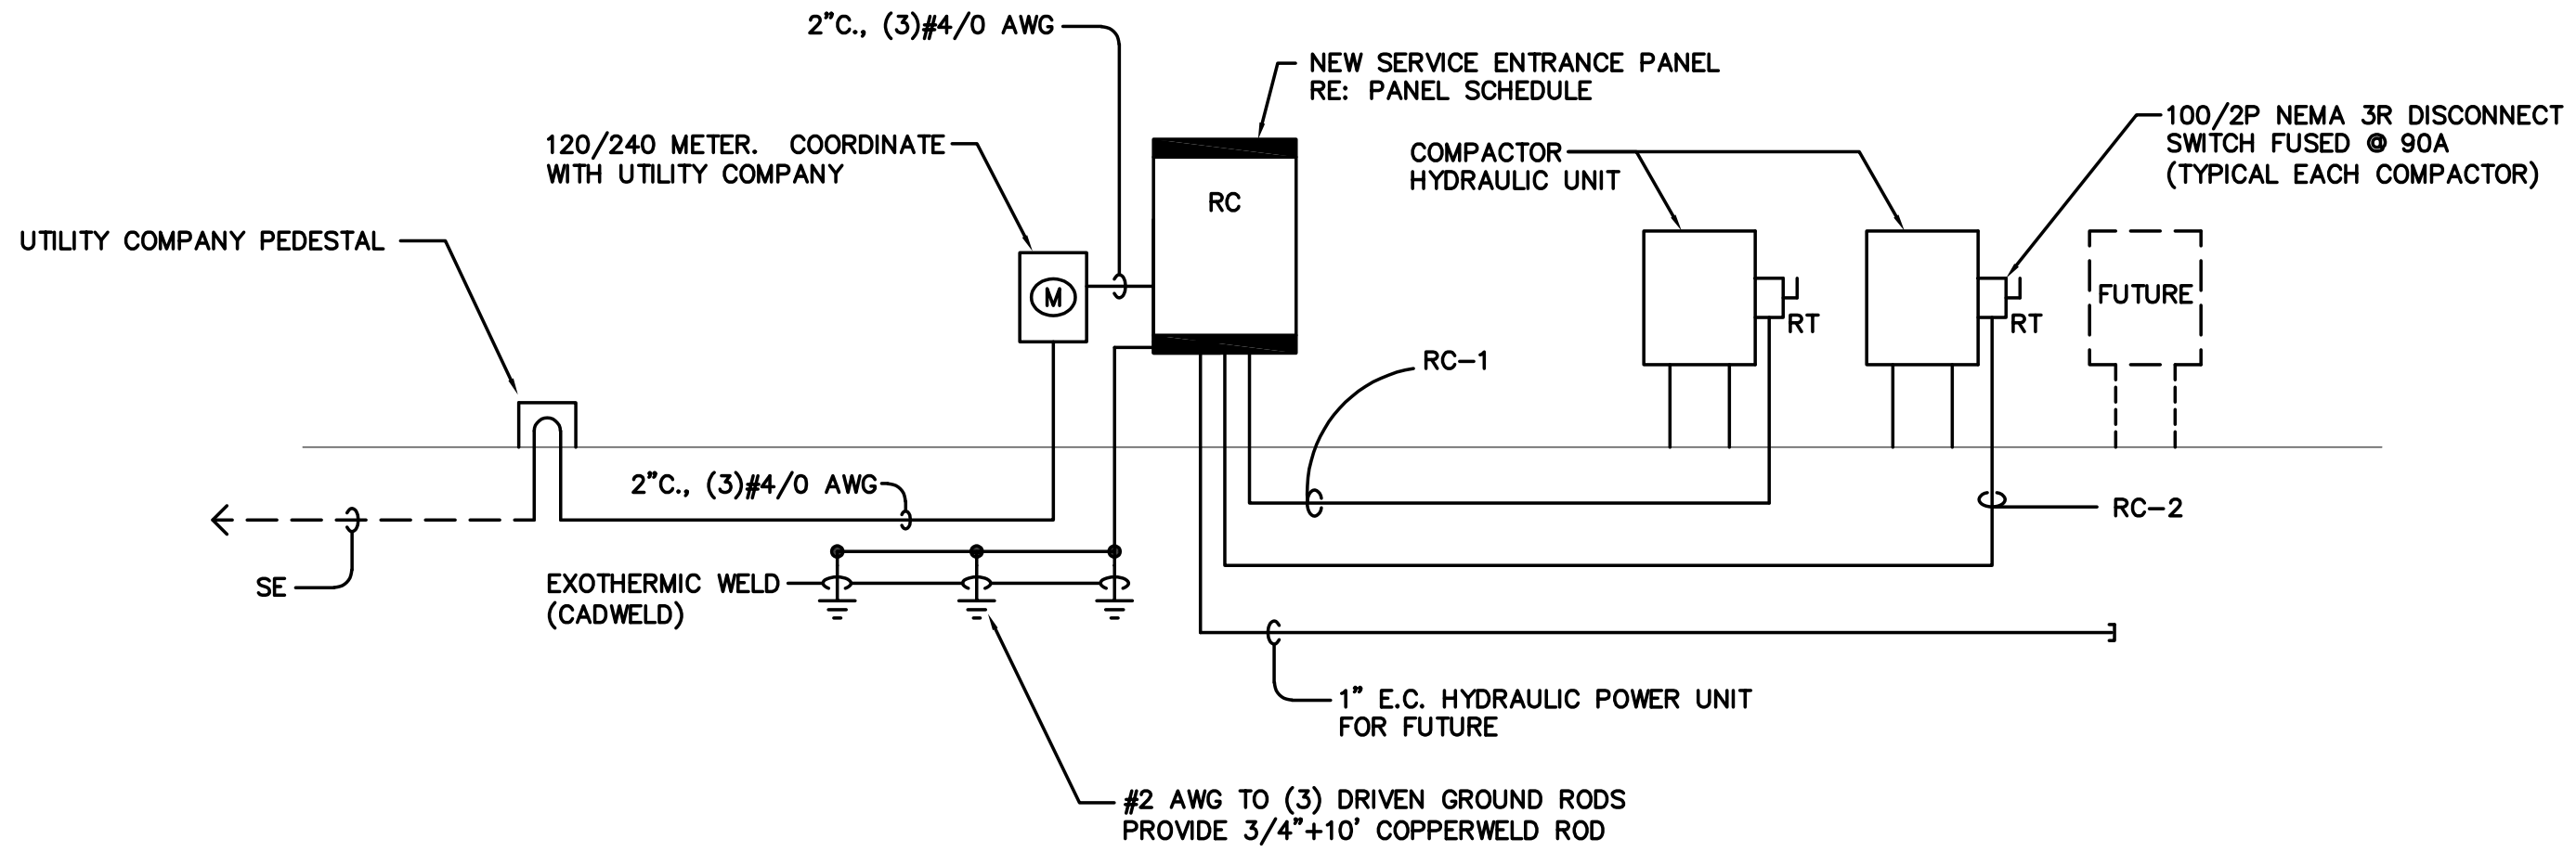 2"C., (3)#4/0 AWG
NEW SERVICE ENTRANCE PANEL
RE: PANEL SCHEDULE
100/2P NEMA 3R DISCONNECT
SWITCH FUSED @ 90A
(TYPICAL EACH COMPACTOR)
120/240 METER. COORDINATE
WITH UTILITY COMPANY
COMPACTOR
HYDRAULIC UNIT
RC
UTILITY COMPANY PEDESTAL
M
FUTURE
RT
RT
RC-1
2"C., (3)#4/0 AWG
RC-2
SE
EXOTHERMIC WELD
(CADWELD)
1" E.C. HYDRAULIC POWER UNIT
FOR FUTURE
#2 AWG TO (3) DRIVEN GROUND RODS
PROVIDE 3/4"+10' COPPERWELD ROD